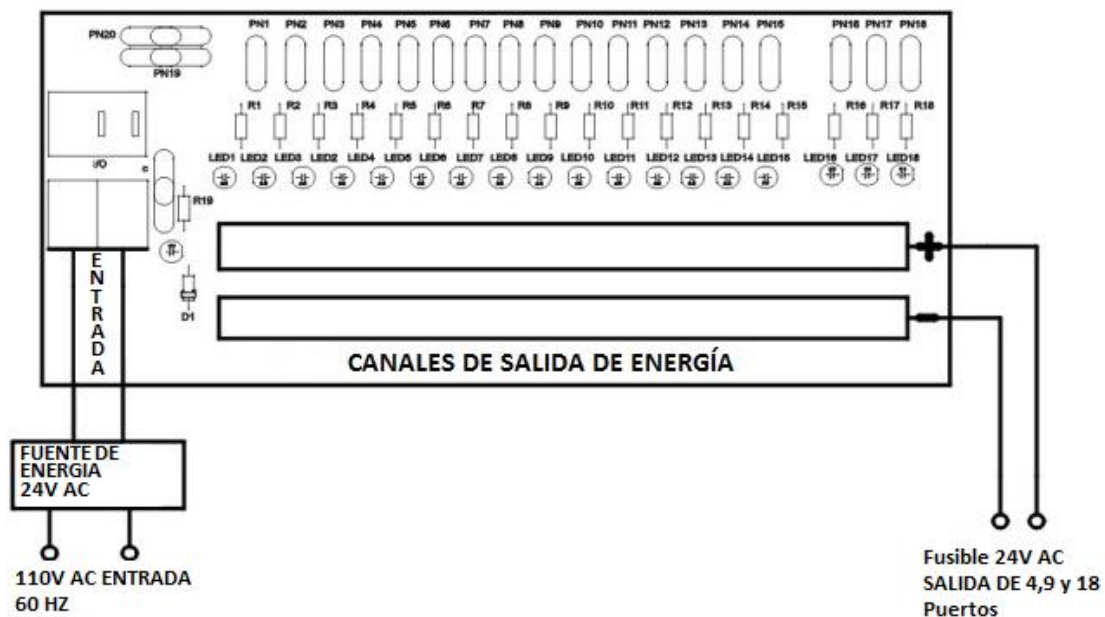 PN1 PN2 PN3 PN4 PN5 PN6 PN7 PN8 PN9 PN10 PN11 PN12 PN13 PN14 PN15 PN16 PN17 PN18
PN20
PN19
R1 R2 R3 R4 R5 R6 R7 R8 R9 R10 R11 R12 R13 R14 R15 R16 R17 R18
I/O
LED1 LED2 LED3 LED2 LED4 LED5 LED6 LED7 LED8 LED9 LED10 LED11 LED12 LED13 LED14 LED15 LED16 LED17 LED18
R19
+
ENTRADA
D1
-
CANALES DE SALIDA DE ENERGÍA
FUENTE DE
ENERGIA
24V AC
110V AC ENTRADA
60 HZ
Fusible 24V AC
SALIDA DE 4,9 y 18
Puertos